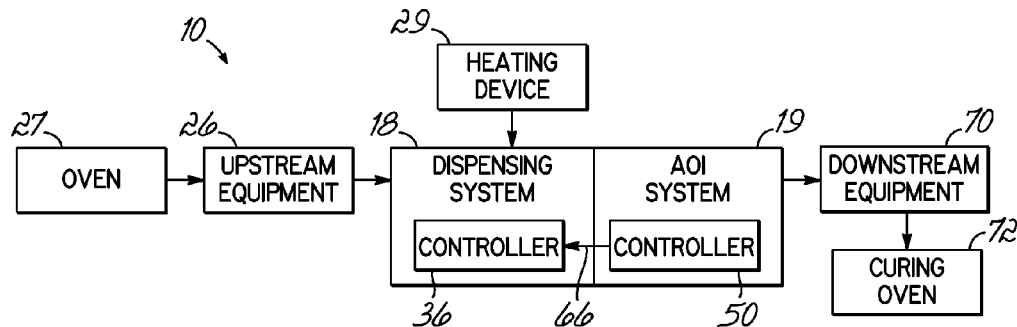 10
29
HEATING
DEVICE
27
26
18
19
70
OVEN
UPSTREAM
EQUIPMENT
DISPENSING
SYSTEM
AOI
SYSTEM
DOWNSTREAM
EQUIPMENT
CONTROLLER
CONTROLLER
72
CURING
OVEN
36
66
50